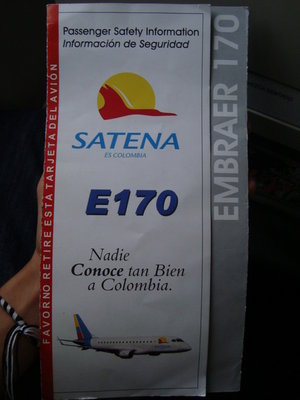 Passenger Safety Information
Información de Seguridad
SATENA
ES COLOMBIA
E170
Nadie
Conoce tan Bien
a Colombia.
FAVOR NO RETIRE ESTA TARJETA DEL AVIÓN
EMBRAER 170